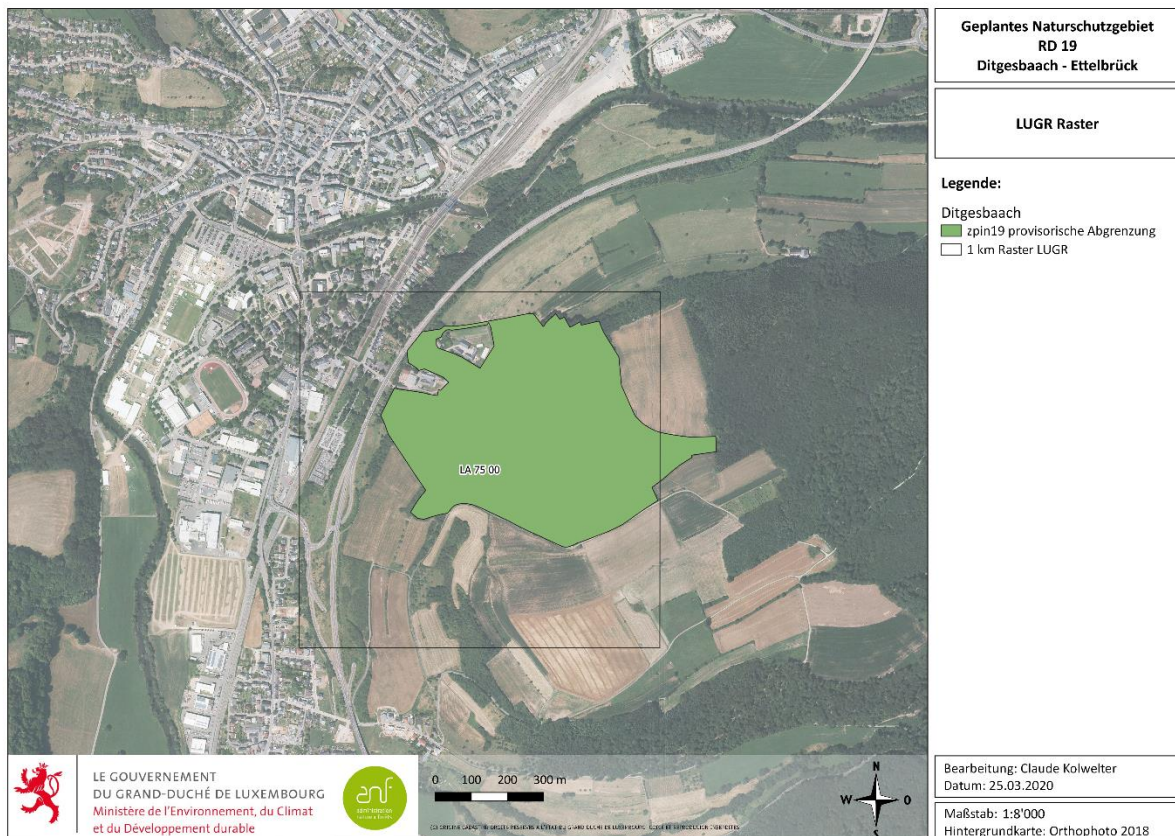 Geplantes Naturschutzgebiet
RD 19
Ditgesbaach - Ettelbrück
LUGR Raster
Legende:
Ditgesbaach
zpin19 provisorische Abgrenzung
1 km Raster LUGR
LA 75 00
LE GOUVERNEMENT
DU GRAND-DUCHÉ DE LUXEMBOURG
Ministère de l'Environnement, du Climat
et du Développement durable
anf
administration
0 100 200 300 m
N
W O
S
Bearbeitung: Claude Kolwelter
Datum: 25.03.2020
Maßstab: 1:8'000
Hintergrundkarte: Orthophoto 2018